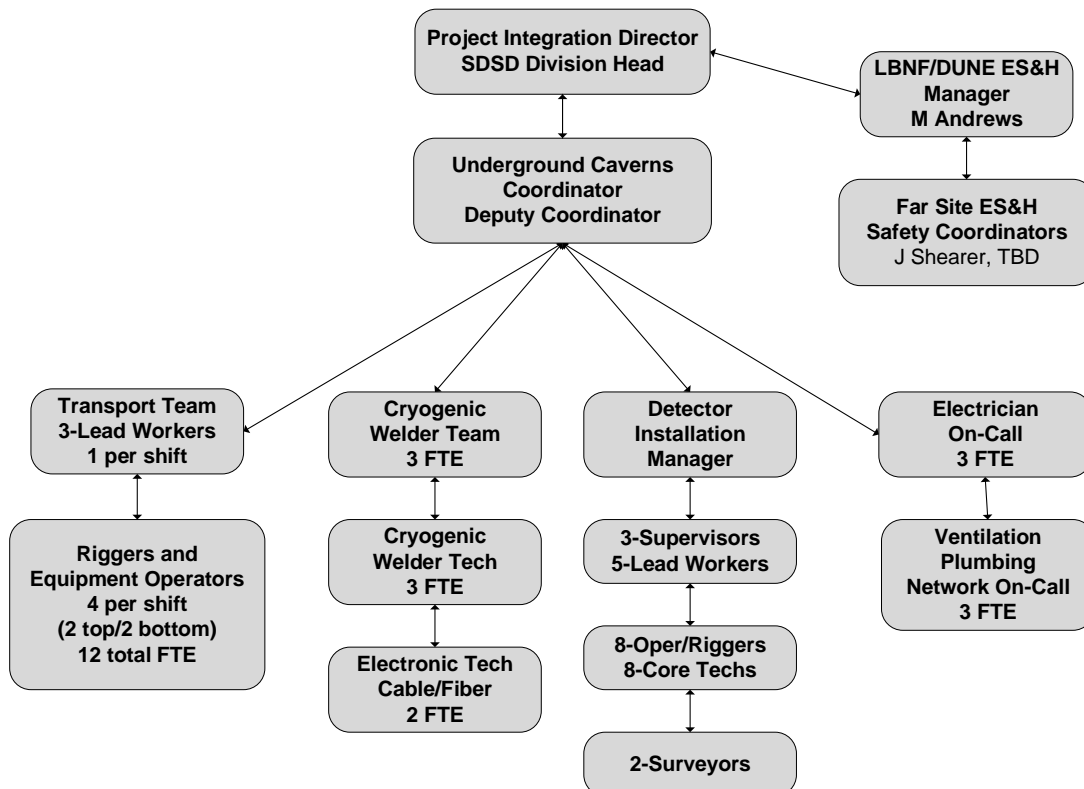 Project Integration Director
SDSD Division Head
LBNF/DUNE ES&H
Manager
M Andrews
Underground Caverns
Coordinator
Deputy Coordinator
Far Site ES&H
Safety Coordinators
J Shearer, TBD
Transport Team
3-Lead Workers
1 per shift
Cryogenic
Welder Team
3 FTE
Detector
Installation
Manager
Electrician
On-Call
3 FTE
Riggers and
Equipment Operators
4 per shift
(2 top/2 bottom)
12 total FTE
Cryogenic
Welder Tech
3 FTE
3-Supervisors
5-Lead Workers
Ventilation
Plumbing
Network On-Call
3 FTE
Electronic Tech
Cable/Fiber
2 FTE
8-Oper/Riggers
8-Core Techs
2-Surveyors